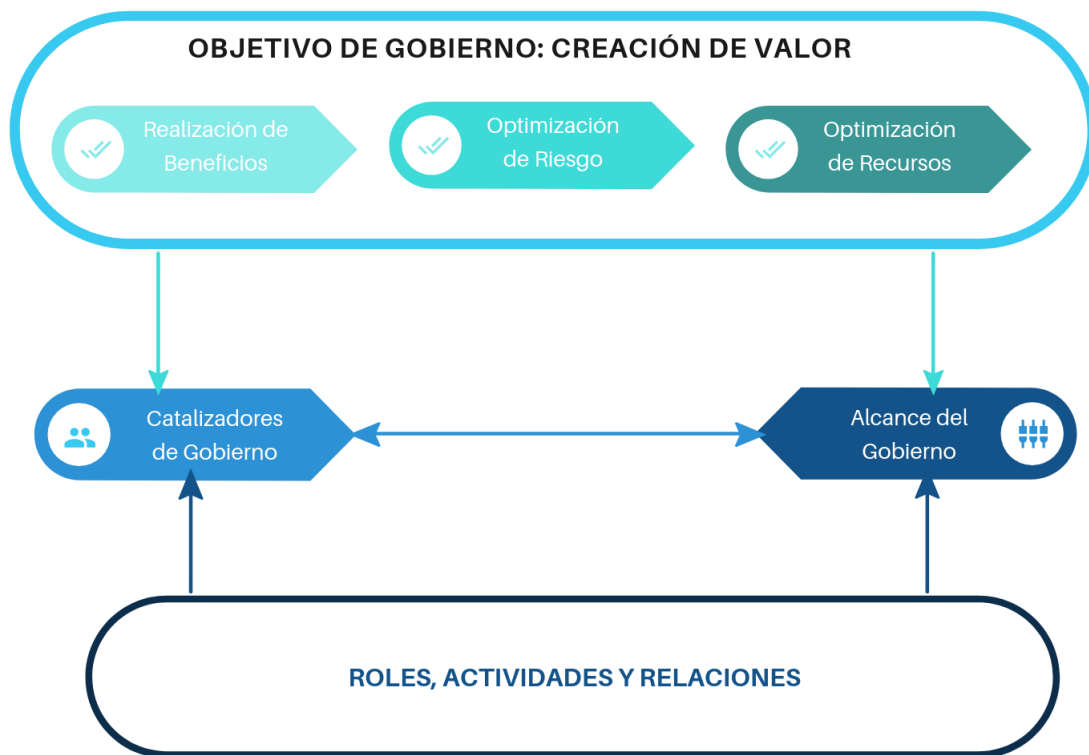 OBJETIVO DE GOBIERNO: CREACIÓN DE VALOR
Realización de
Beneficios
Optimización
de Riesgo
Optimización
de Recursos
Catalizadores
de Gobierno
Alcance del
Gobierno
ROLES, ACTIVIDADES Y RELACIONES